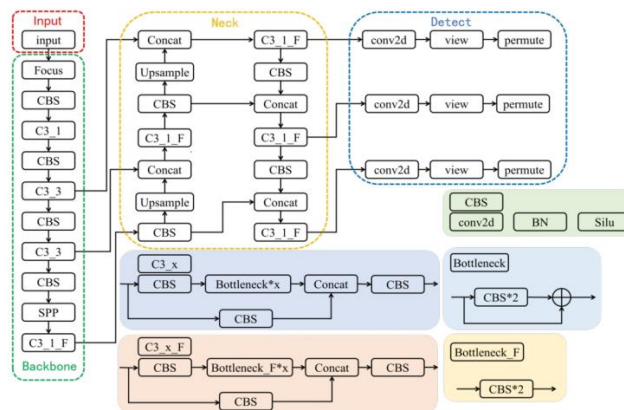 Input
input
Focus
CBS
C3_1
CBS
C3_3
CBS
C3_3
CBS
SPP
C3_1_F
Backbone
Neck
Concat
C3_1_F
Upsample
CBS
CBS
Concat
C3_1_F
C3_1_F
Concat
CBS
Upsample
Concat
CBS
C3_1_F
Detect
conv2d
view
permute
conv2d
view
permute
conv2d
view
permute
CBS
conv2d
BN
Silu
C3_x
CBS
Bottleneck*x
Concat
CBS
CBS
Bottleneck
CBS*2
C3_x_F
CBS
Bottleneck_F*x
Concat
CBS
CBS
Bottleneck_F
CBS*2